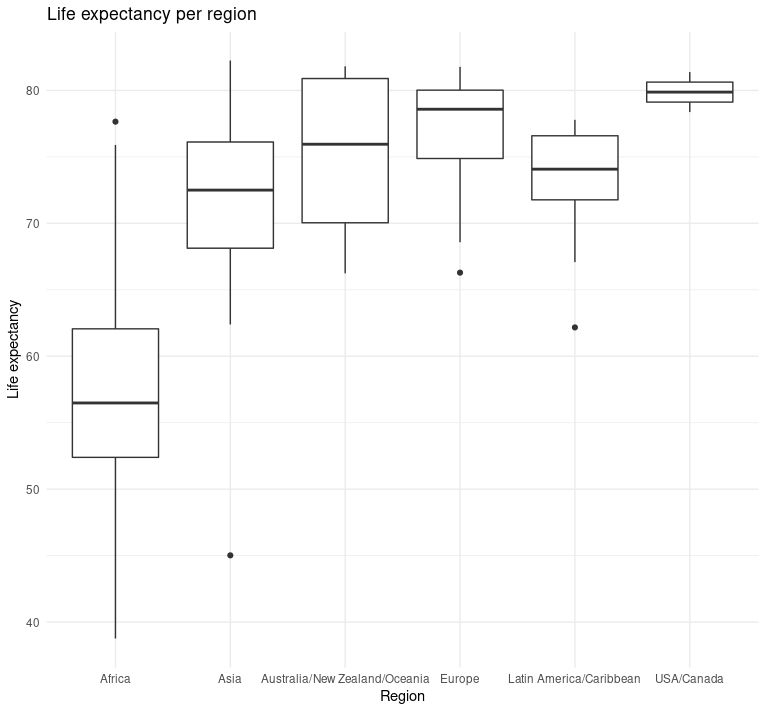 Life expectancy per region
Life expectancy
80
70
60
50
40
Africa
Asia
Australia/New Zealand/Oceania
Europe
Latin America/Caribbean
USA/Canada
Region